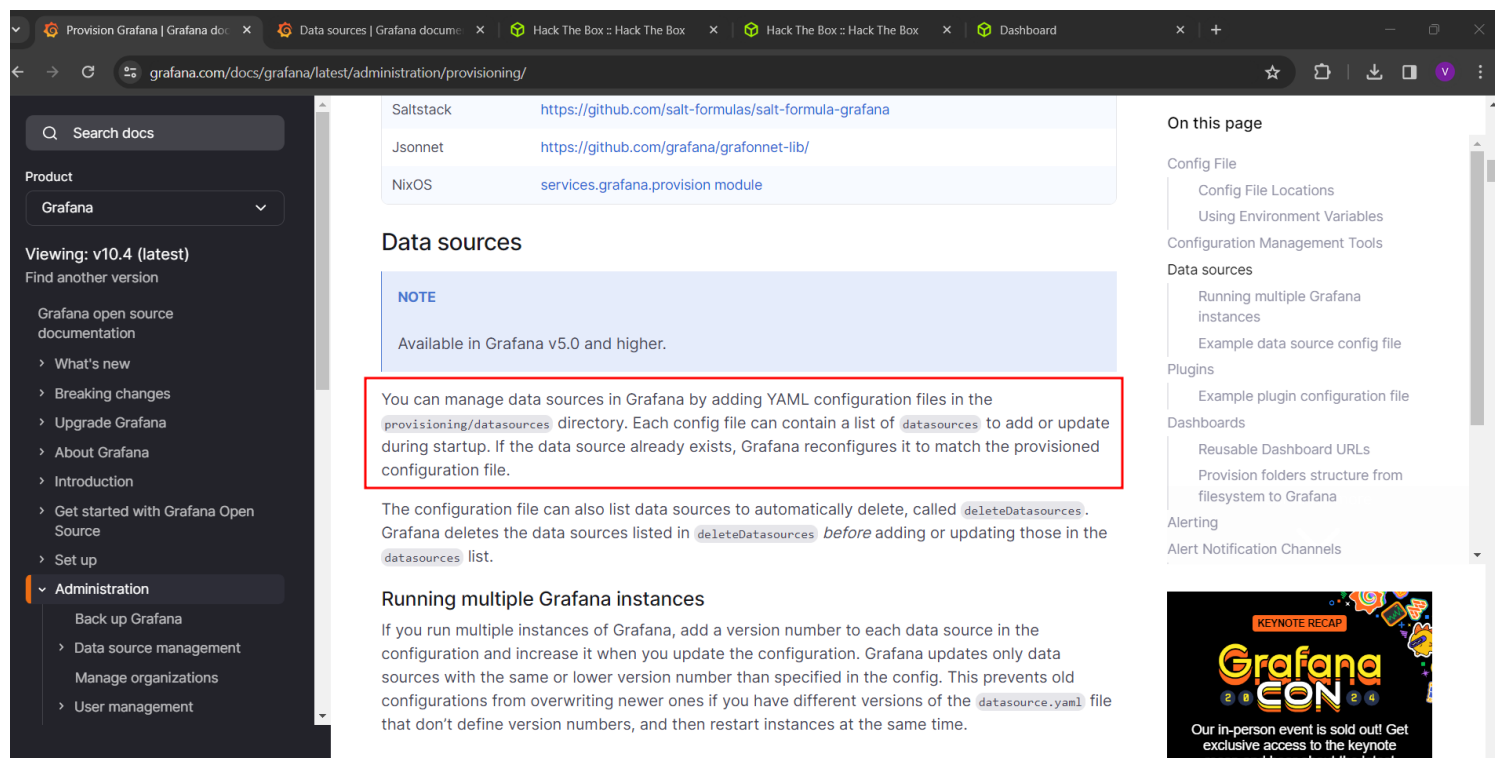 Provision Grafana | Grafana doc
Data sources | Grafana docume
Hack The Box :: Hack The Box
Hack The Box :: Hack The Box
Dashboard
grafana.com/docs/grafana/latest/administration/provisioning/
V
Search docs
Product
Grafana
Viewing: v10.4 (latest)
Find another version
Grafana open source
documentation
What's new
Breaking changes
Upgrade Grafana
About Grafana
Introduction
Get started with Grafana Open
Source
Set up
Administration
Back up Grafana
Data source management
Manage organizations
User management
Saltstack https://github.com/salt-formulas/salt-formula-grafana
Jsonnet https://github.com/grafana/grafonnet-lib/
NixOS services.grafana.provision module
Data sources
NOTE
Available in Grafana v5.0 and higher.
You can manage data sources in Grafana by adding YAML configuration files in the
provisioning/datasources directory. Each config file can contain a list of datasources to add or update
during startup. If the data source already exists, Grafana reconfigures it to match the provisioned
configuration file.
The configuration file can also list data sources to automatically delete, called deleteDatasources.
Grafana deletes the data sources listed in deleteDatasources before adding or updating those in the
datasources list.
Running multiple Grafana instances
If you run multiple instances of Grafana, add a version number to each data source in the
configuration and increase it when you update the configuration. Grafana updates only data
sources with the same or lower version number than specified in the config. This prevents old
configurations from overwriting newer ones if you have different versions of the datasource.yaml file
that don't define version numbers, and then restart instances at the same time.
On this page
Config File
Config File Locations
Using Environment Variables
Configuration Management Tools
Data sources
Running multiple Grafana
instances
Example data source config file
Plugins
Example plugin configuration file
Dashboards
Reusable Dashboard URLs
Provision folders structure from
filesystem to Grafana
Alerting
Alert Notification Channels
KEYNOTE RECAP
Grafana
20 CON 24
Our in-person event is sold out! Get
exclusive access to the keynote